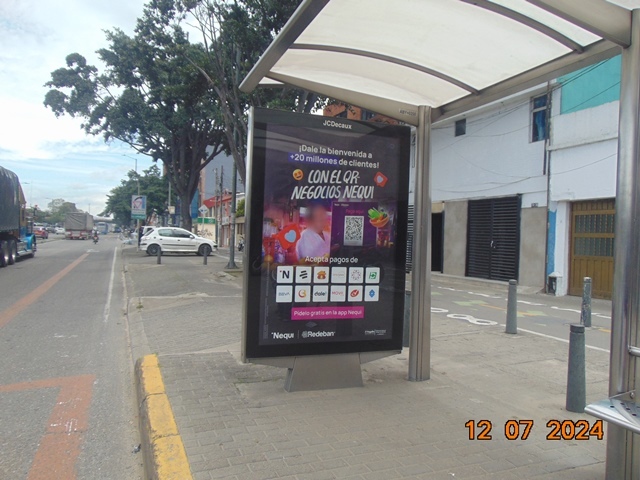 JCDecaux
¡Dale la bienvenida a
+20 millones de clientes!
CON EL QR
NEGOCIOS NEQUI
Acepta pagos de
Pídelo gratis en la app Nequi
Nequi Redeban
12 07 2024